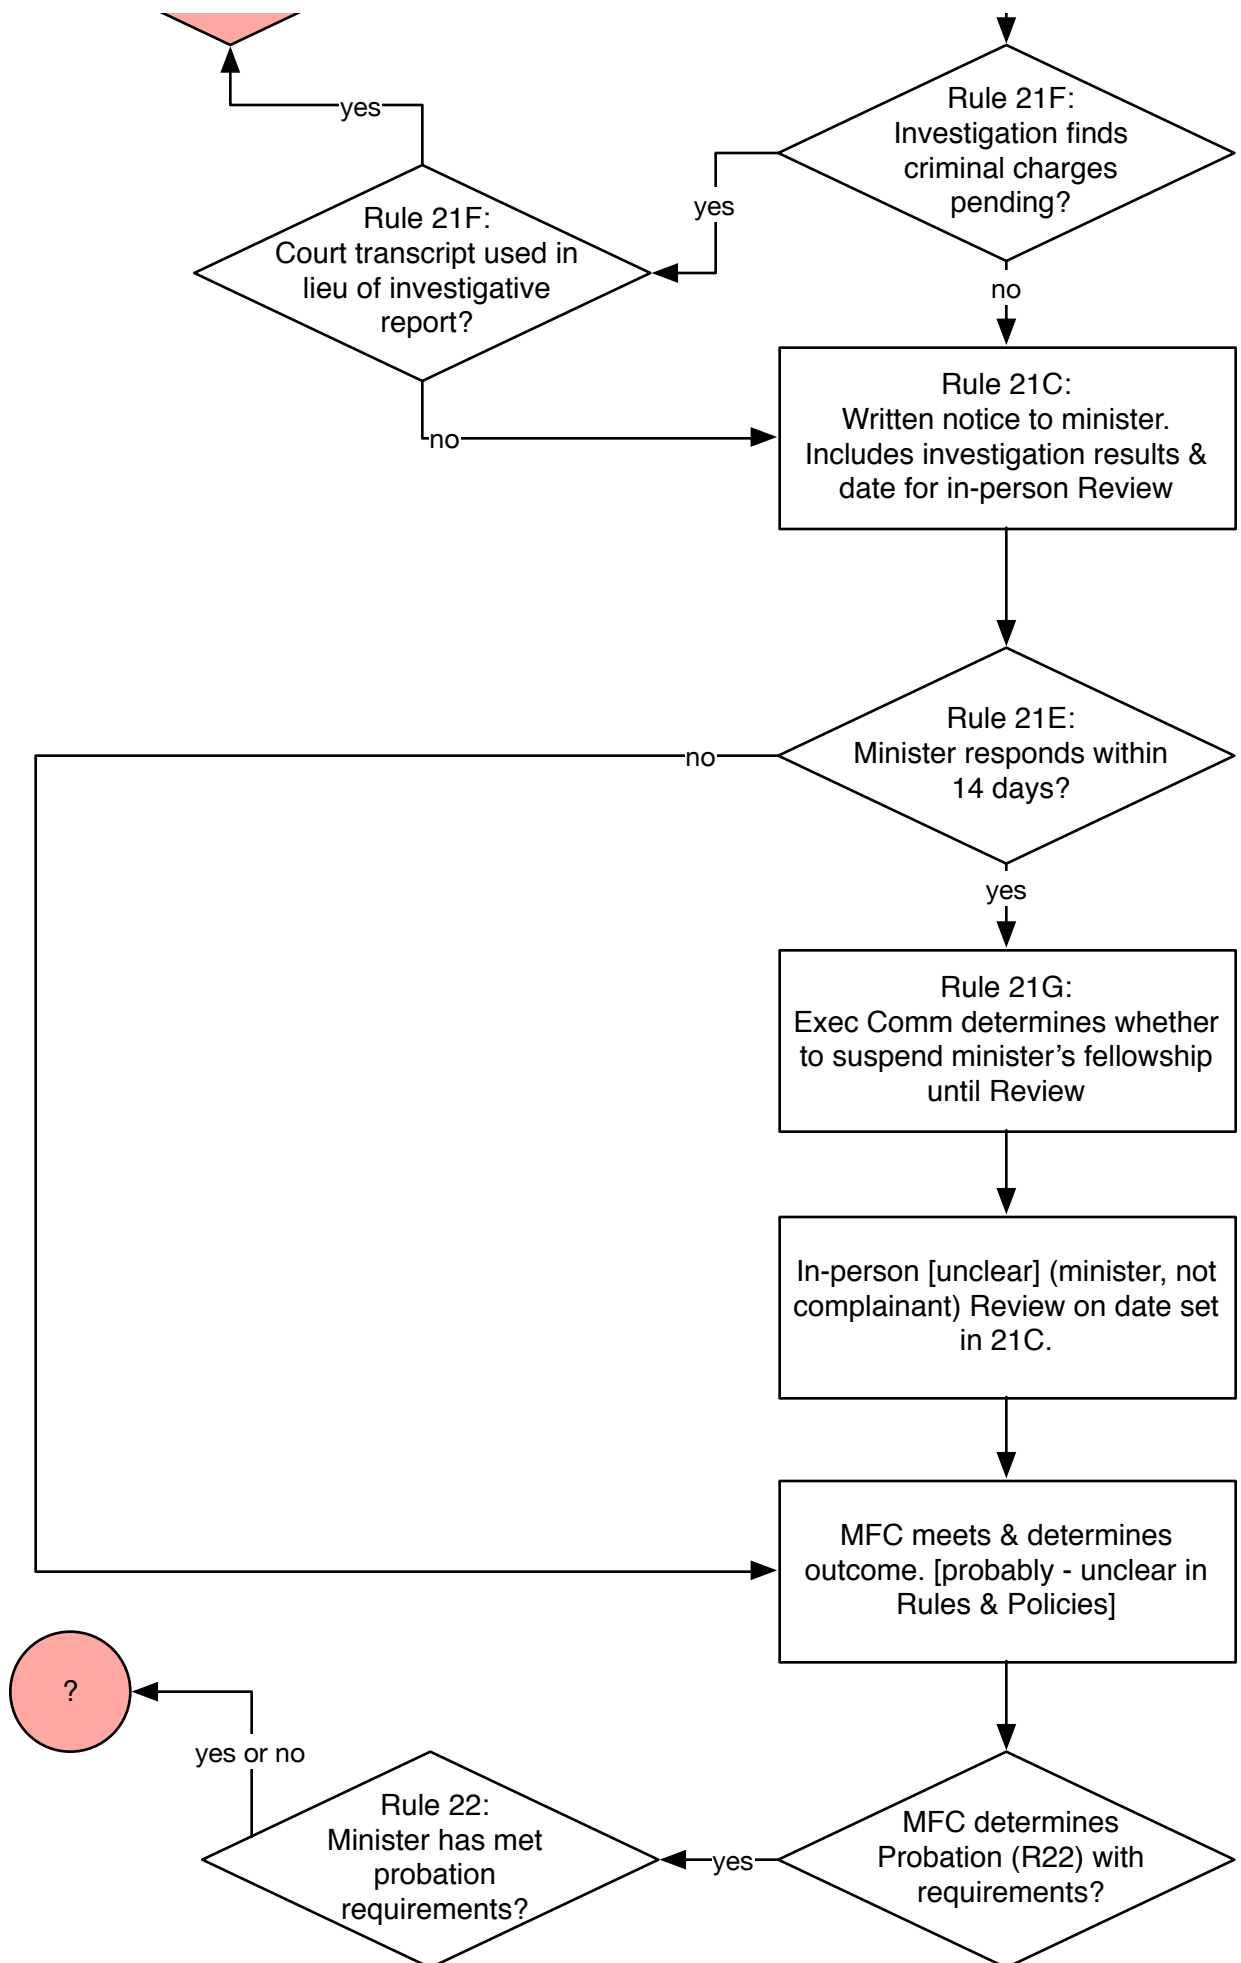 yes
Rule 21F:
Investigation finds
criminal charges
pending?
Rule 21F:
Court transcript used in
lieu of investigative
report?
yes
no
no
Rule 21C:
Written notice to minister.
Includes investigation results &
date for in-person Review
Rule 21E:
Minister responds within
14 days?
no
yes
Rule 21G:
Exec Comm determines whether
to suspend minister’s fellowship
until Review
In-person [unclear] (minister, not
complainant) Review on date set
in 21C.
MFC meets & determines
outcome. [probably - unclear in
Rules & Policies]
?
yes or no
Rule 22:
Minister has met
probation
requirements?
yes
MFC determines
Probation (R22) with
requirements?